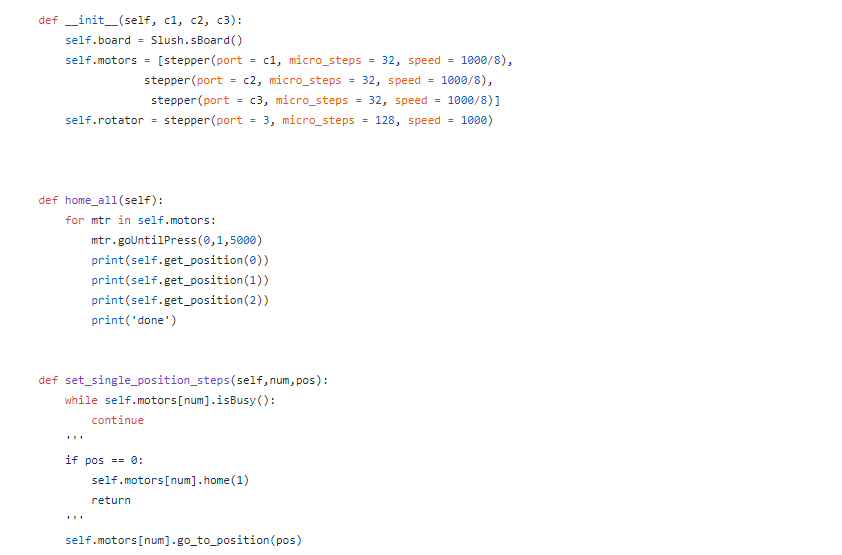 def __init__(self, c1, c2, c3):
    self.board = Slush.sBoard()
    self.motors = [stepper(port = c1, micro_steps = 32, speed = 1000/8),
                stepper(port = c2, micro_steps = 32, speed = 1000/8),
                 stepper(port = c3, micro_steps = 32, speed = 1000/8)]
    self.rotator = stepper(port = 3, micro_steps = 128, speed = 1000)
def home_all(self):
    for mtr in self.motors:
        mtr.goUntilPress(0,1,5000)
        print(self.get_position(0))
        print(self.get_position(1))
        print(self.get_position(2))
        print('done')
def set_single_position_steps(self,num,pos):
    while self.motors[num].isBusy():
        continue
    '''
    if pos == 0:
        self.motors[num].home(1)
        return
    '''
    self.motors[num].go_to_position(pos)